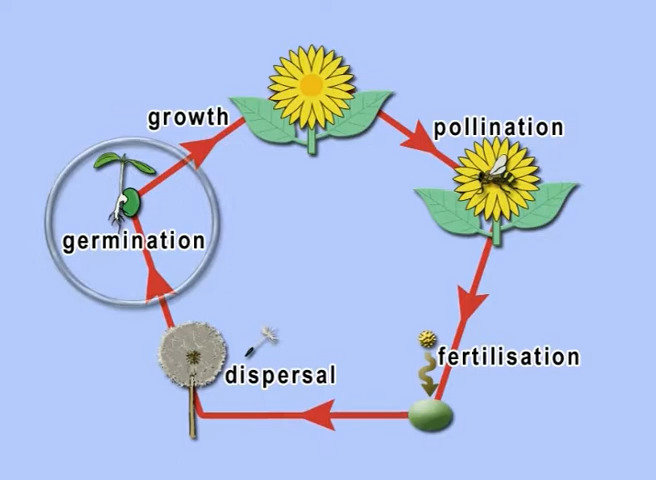 growth
pollination
germination
fertilisation
dispersal